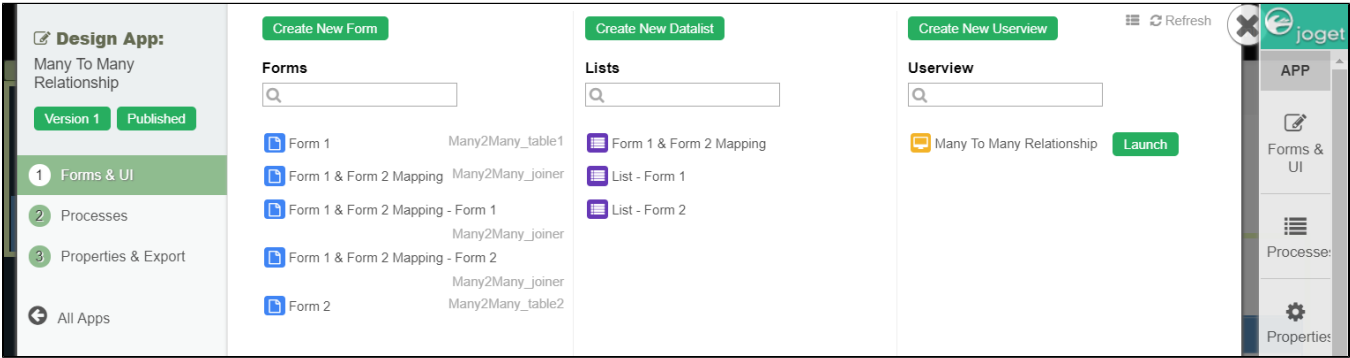 Design App:
Many To Many
Relationship
Version 1 Published
1 Forms & UI
2 Processes
3 Properties & Export
All Apps
Create New Form
Forms
Form 1 Many2Many_table1
Form 1 & Form 2 Mapping Many2Many_joiner
Form 1 & Form 2 Mapping - Form 1
Many2Many_joiner
Form 1 & Form 2 Mapping - Form 2
Many2Many_joiner
Form 2 Many2Many_table2
Create New Datalist
Lists
Form 1 & Form 2 Mapping
List - Form 1
List - Form 2
Create New Userview
Userview
Many To Many Relationship Launch
Refresh
joget
APP
Forms &
UI
Processes
Properties